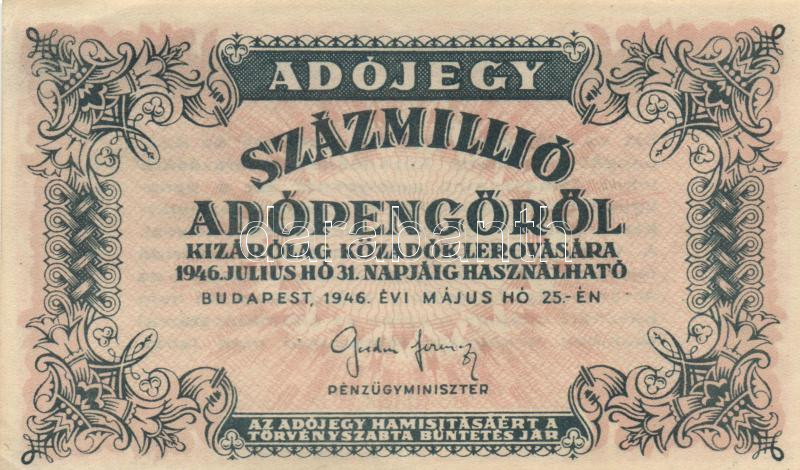 ADÓJEGY
SZÁZMILLIÓ
ADÓPENGŐRŐL
KIZÁRÓLAG KÖZADÓK LEROVÁSÁRA
1946. JULIUS HÓ 31. NAPJÁIG HASZNÁLHATÓ
BUDAPEST, 1946. ÉVI MÁJUS HÓ 25.-ÉN
PÉNZÜGYMINISZTER
AZ ADÓJEGY HAMISITÁSÁÉRT A
TÖRVÉNYSZABTA BÜNTETÉS JÁR